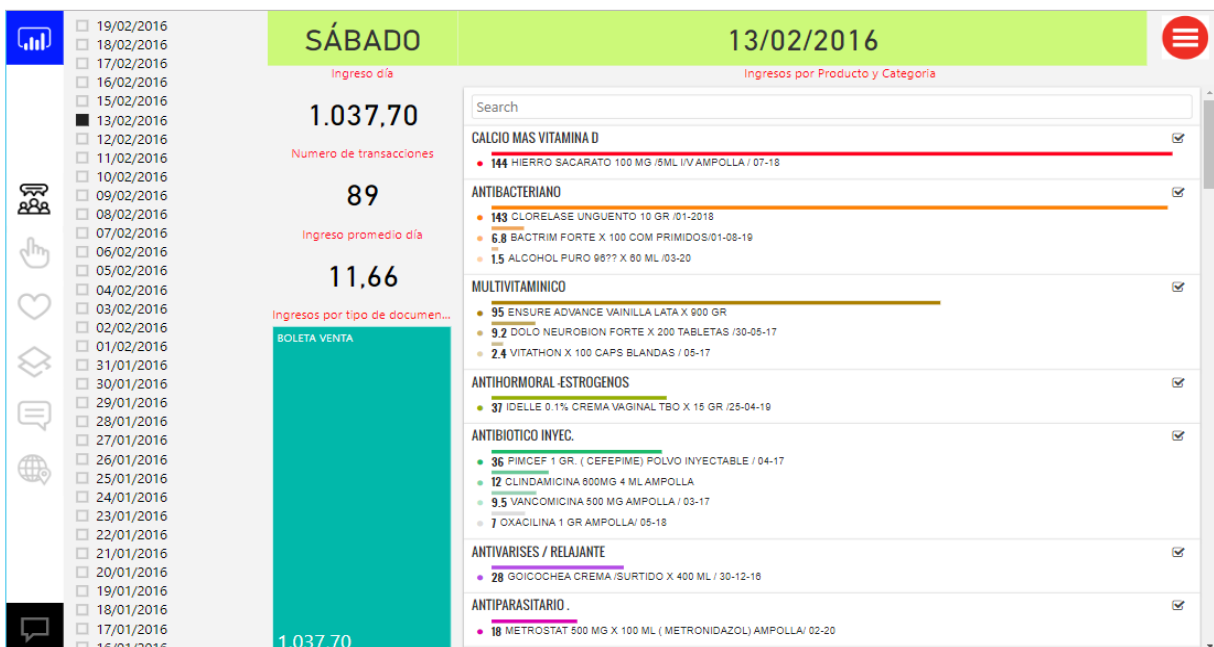 19/02/2016
18/02/2016
17/02/2016
16/02/2016
15/02/2016
13/02/2016
12/02/2016
11/02/2016
10/02/2016
09/02/2016
08/02/2016
07/02/2016
06/02/2016
05/02/2016
04/02/2016
03/02/2016
02/02/2016
01/02/2016
31/01/2016
30/01/2016
29/01/2016
28/01/2016
27/01/2016
26/01/2016
25/01/2016
24/01/2016
23/01/2016
22/01/2016
21/01/2016
20/01/2016
19/01/2016
18/01/2016
17/01/2016
16/01/2016
SÁBADO
Ingreso día
1.037,70
Numero de transacciones
89
Ingreso promedio día
11,66
Ingresos por tipo de documen...
BOLETA VENTA
1.037,70
13/02/2016
Ingresos por Producto y Categoria
Search
CALCIO MAS VITAMINA D
144 HIERRO SACARATO 100 MG /5ML I/V AMPOLLA / 07-18
ANTIBACTERIANO
143 CLORELASE UNGUENTO 10 GR /01-2018
6.8 BACTRIM FORTE X 100 COM PRIMIDOS/01-08-19
1.5 ALCOHOL PURO 96?? X 60 ML /03-20
MULTIVITAMINICO
95 ENSURE ADVANCE VAINILLA LATA X 900 GR
9.2 DOLO NEUROBION FORTE X 200 TABLETAS /30-05-17
2.4 VITATHON X 100 CAPS BLANDAS / 05-17
ANTIHORMORAL-ESTROGENOS
37 IDELLE 0.1% CREMA VAGINAL TBO X 15 GR /25-04-19
ANTIBIOTICO INYEC.
36 PIMCEF 1 GR. ( CEFEPIME) POLVO INYECTABLE / 04-17
12 CLINDAMICINA 600MG 4 ML AMPOLLA
9.5 VANCOMICINA 500 MG AMPOLLA / 03-17
7 OXACILINA 1 GR AMPOLLA/ 05-18
ANTIVARISES / RELAJANTE
28 GOICOCHEA CREMA /SURTIDO X 400 ML / 30-12-16
ANTIPARASITARIO .
18 METROSTAT 500 MG X 100 ML ( METRONIDAZOL) AMPOLLA/ 02-20